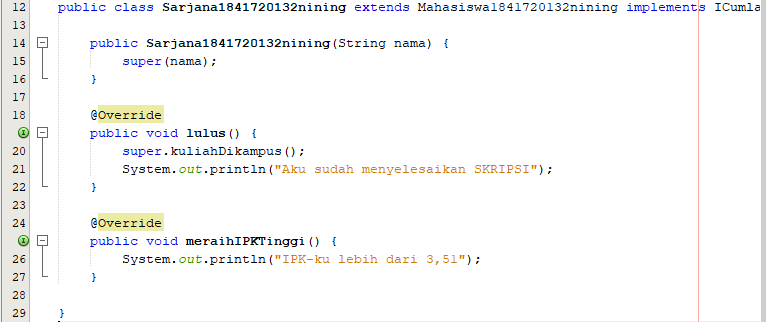 12 public class Sarjana1841720132nining extends Mahasiswa1841720132nining implements ICumla
13
14 public Sarjana1841720132nining(String nama) {
15 super(nama);
16 }
17
18 @Override
public void lulus() {
20 super.kuliahDikampus();
21 System.out.println("Aku sudah menyelesaikan SKRIPSI");
22 }
23
24 @Override
public void meraihIPKTinggi() {
26 System.out.println("IPK-ku lebih dari 3,51");
27 }
28
29 }